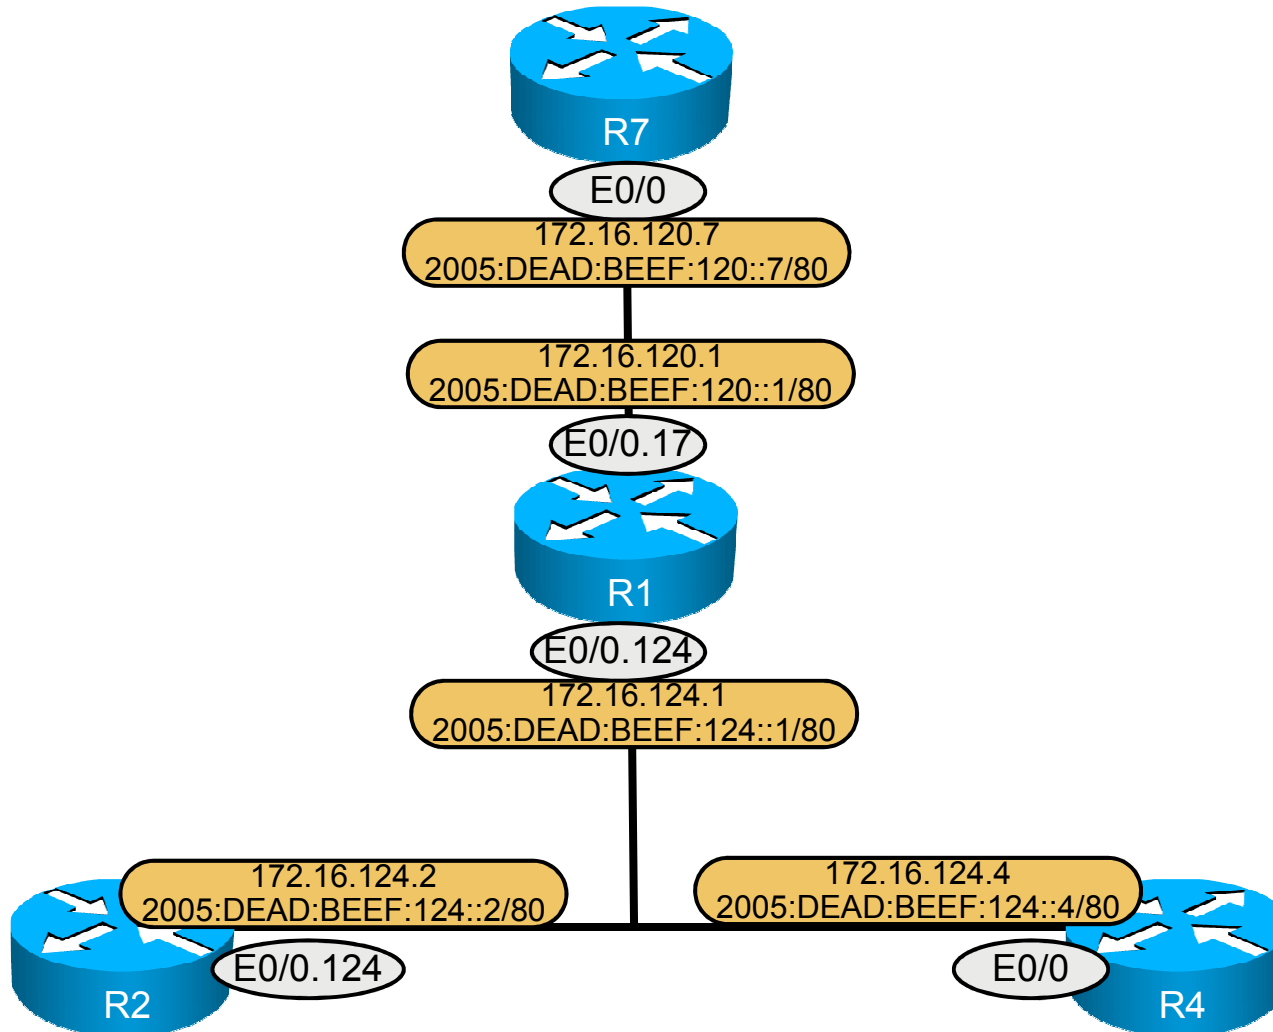 R7
E0/0
172.16.120.7
2005:DEAD:BEEF:120::7/80
172.16.120.1
2005:DEAD:BEEF:120::1/80
E0/0.17
R1
E0/0.124
172.16.124.1
2005:DEAD:BEEF:124::1/80
172.16.124.2
2005:DEAD:BEEF:124::2/80
E0/0.124
R2
172.16.124.4
2005:DEAD:BEEF:124::4/80
E0/0
R4